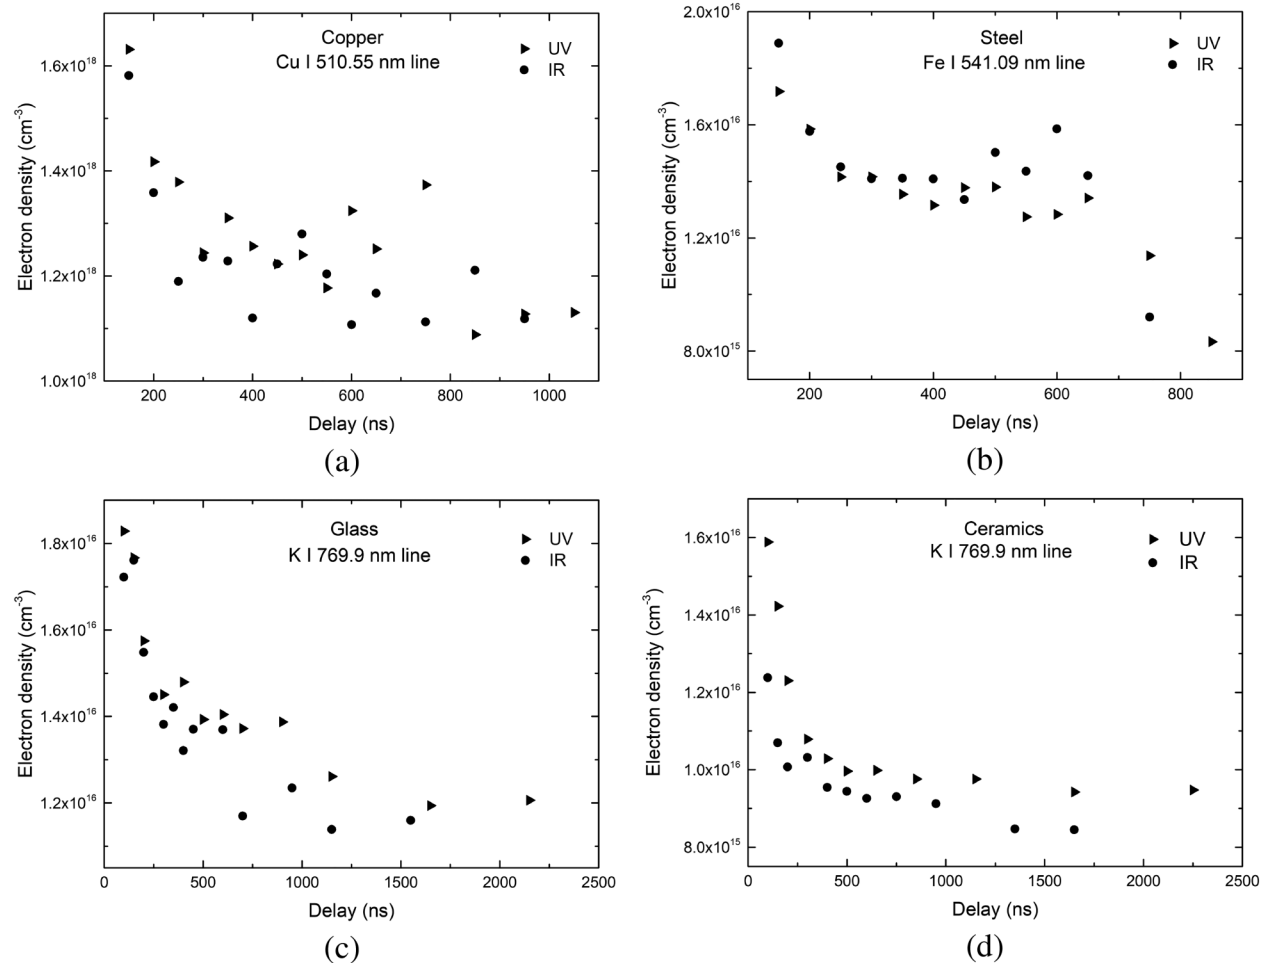 Copper
Cu I 510.55 nm line
UV
IR
1.6x10^18
1.4x10^18
1.2x10^18
1.0x10^18
Electron density (cm^-3)
200
400
600
800
1000
Delay (ns)
(a)
Steel
Fe I 541.09 nm line
UV
IR
2.0x10^16
1.6x10^16
1.2x10^16
8.0x10^15
Electron density (cm^-3)
200
400
600
800
Delay (ns)
(b)
Glass
K I 769.9 nm line
UV
IR
1.8x10^16
1.6x10^16
1.4x10^16
1.2x10^16
Electron density (cm^-3)
0
500
1000
1500
2000
2500
Delay (ns)
(c)
Ceramics
K I 769.9 nm line
UV
IR
1.6x10^16
1.4x10^16
1.2x10^16
1.0x10^16
8.0x10^15
Electron density (cm^-3)
0
500
1000
1500
2000
2500
Delay (ns)
(d)